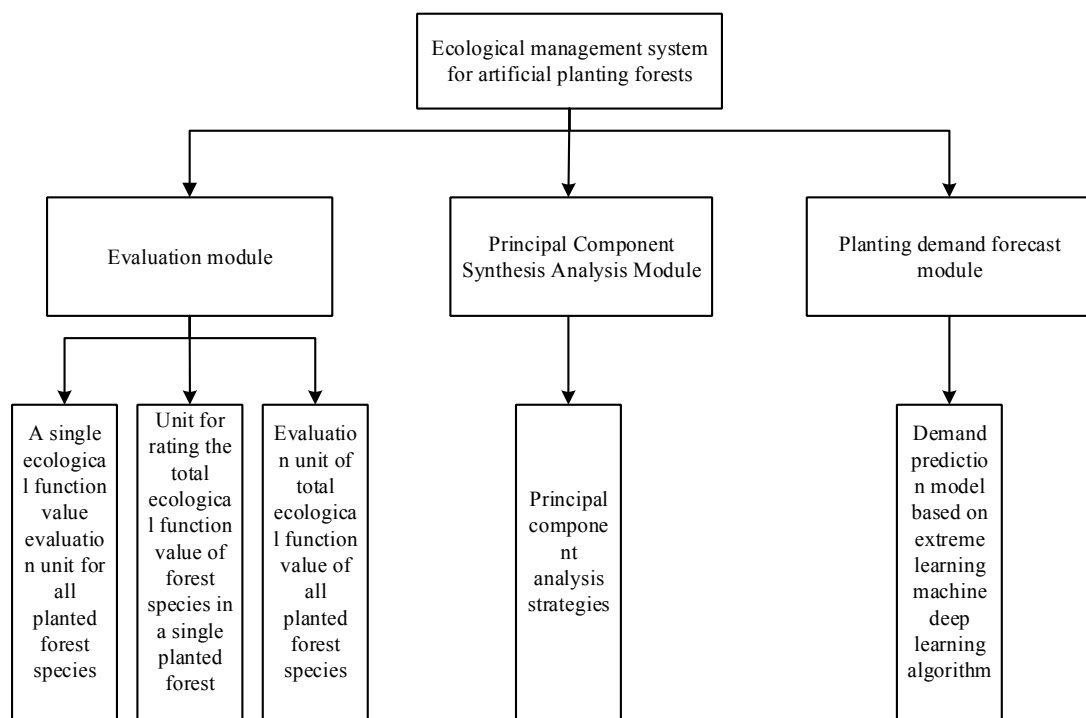 Ecological management system
for artificial planting forests
Evaluation module
Principal Component
Synthesis Analysis Module
Planting demand forecast
module
A single
ecologica
l function
value
evaluatio
n unit for
all
planted
forest
species
Unit for
rating the
total
ecologica
l function
value of
forest
species in
a single
planted
forest
Evaluatio
n unit of
total
ecologica
l function
value of
all
planted
forest
species
Principal
compone
nt
analysis
strategies
Demand
predictio
n model
based on
extreme
learning
machine
deep
learning
algorithm